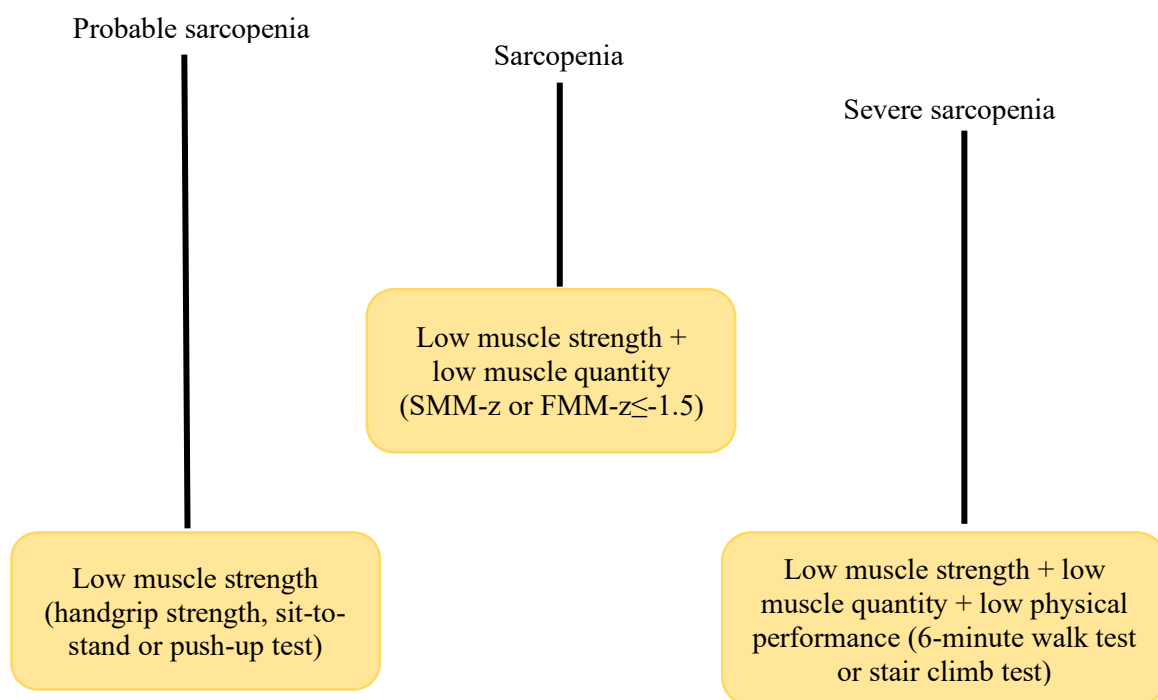 Probable sarcopenia
Sarcopenia
Severe sarcopenia
Low muscle strength +
low muscle quantity
(SMM-z or FMM-z≤-1.5)
Low muscle strength
(handgrip strength, sit-to-
stand or push-up test)
Low muscle strength + low
muscle quantity + low physical
performance (6-minute walk test
or stair climb test)